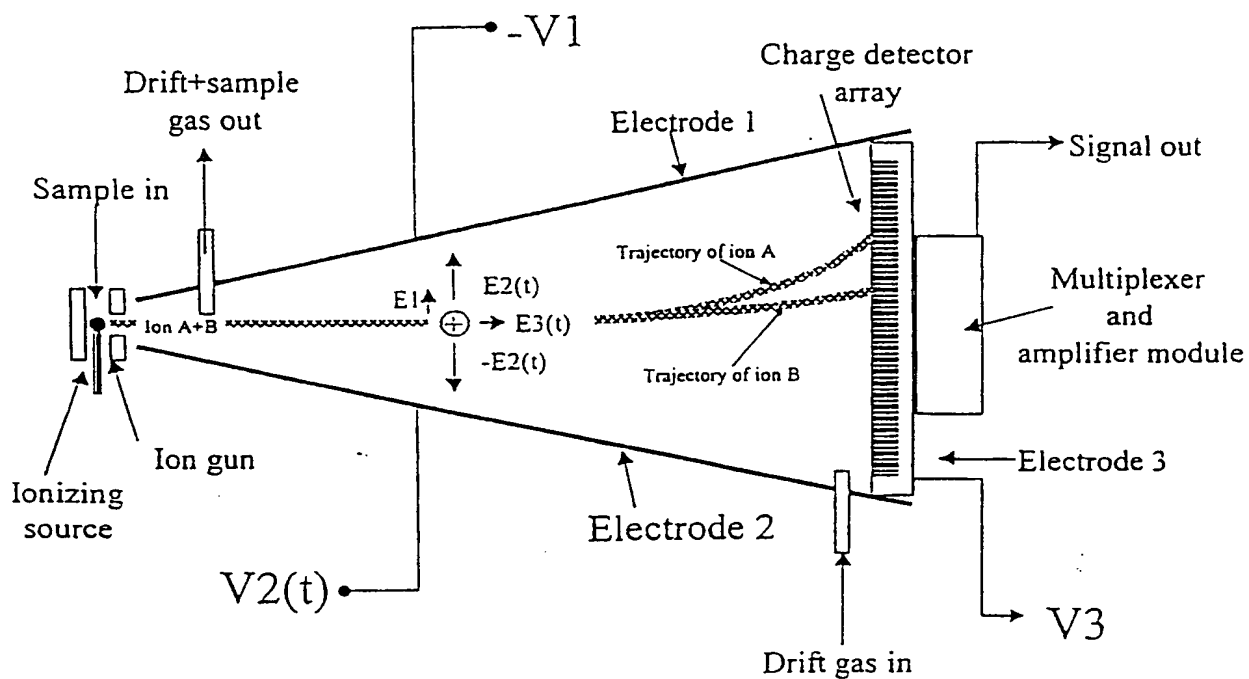 -V1
Drift+sample
gas out
Charge detector
array
Electrode 1
Signal out
Sample in
Trajectory of ion A
E1
E2(t)
Ion A+B
E3(t)
Multiplexer
and
amplifier module
-E2(t)
Trajectory of ion B
Ion gun
Electrode 3
Ionizing
source
Electrode 2
V2(t)
V3
Drift gas in